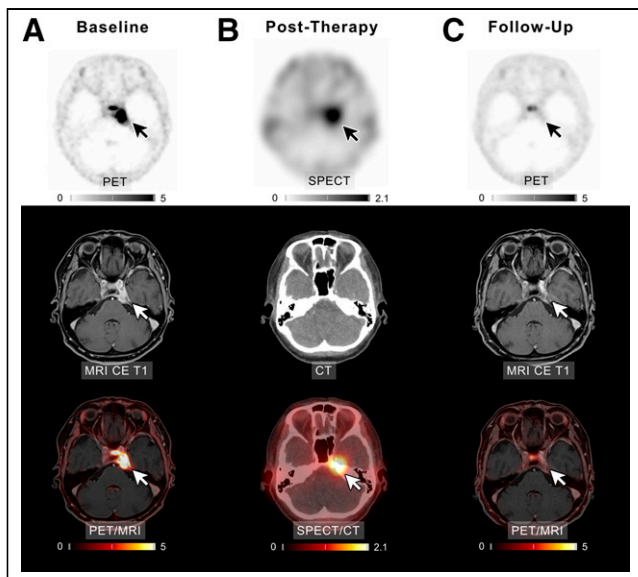 A Baseline B Post-Therapy C Follow-Up
PET SPECT PET
0 5 0 2.1 0 5
MRI CE T1 CT MRI CE T1
PET/MRI SPECT/CT PET/MRI
0 5 0 2.1 0 5